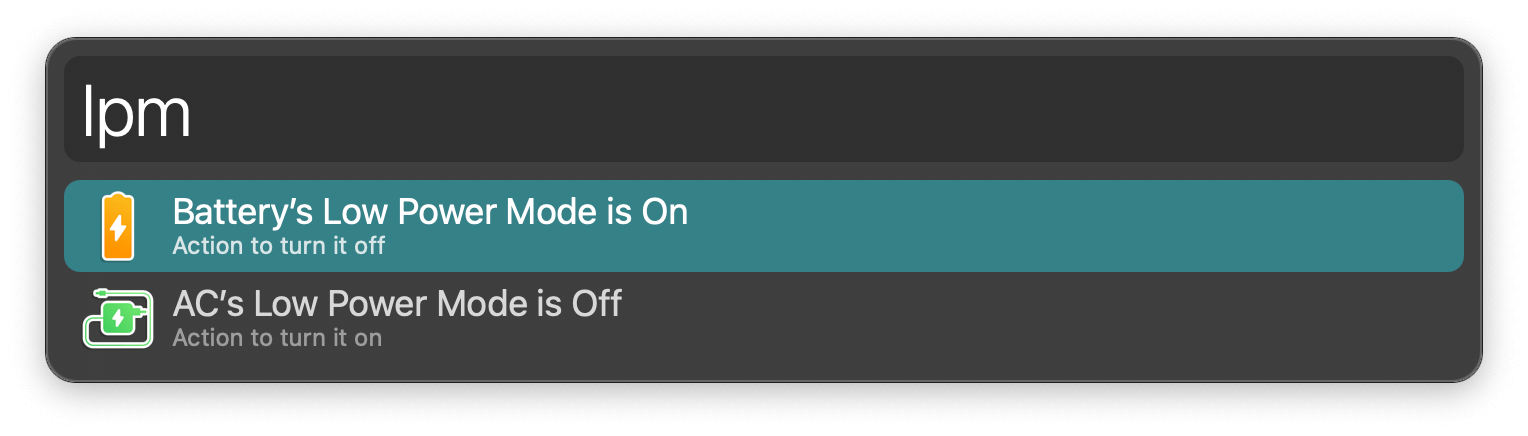 lpm
Battery’s Low Power Mode is On
Action to turn it off
AC’s Low Power Mode is Off
Action to turn it on